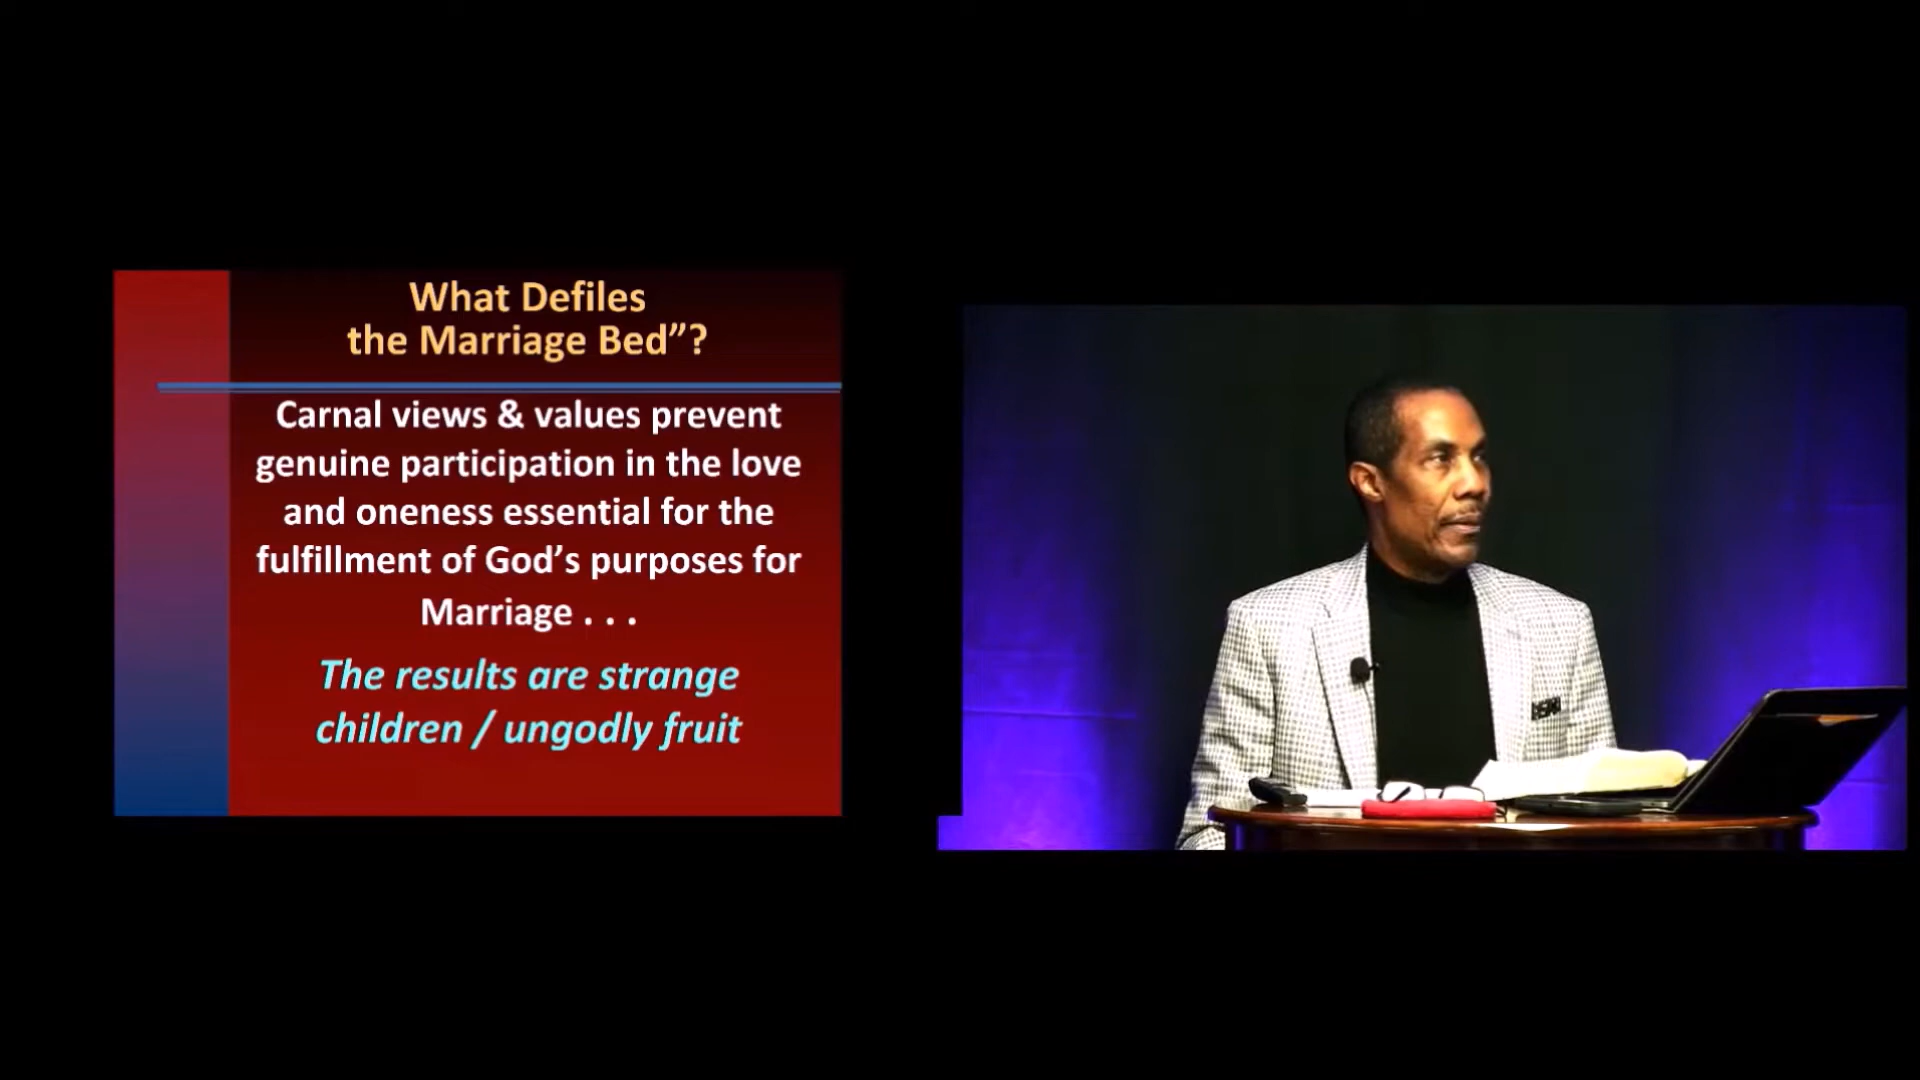 What Defiles
the Marriage Bed”?
Carnal views & values prevent
genuine participation in the love
and oneness essential for the
fulfillment of God’s purposes for
Marriage . . .
The results are strange
children / ungodly fruit